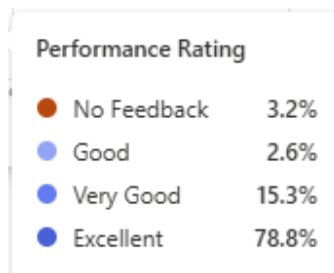 Performance Rating
No Feedback 3.2%
Good 2.6%
Very Good 15.3%
Excellent 78.8%